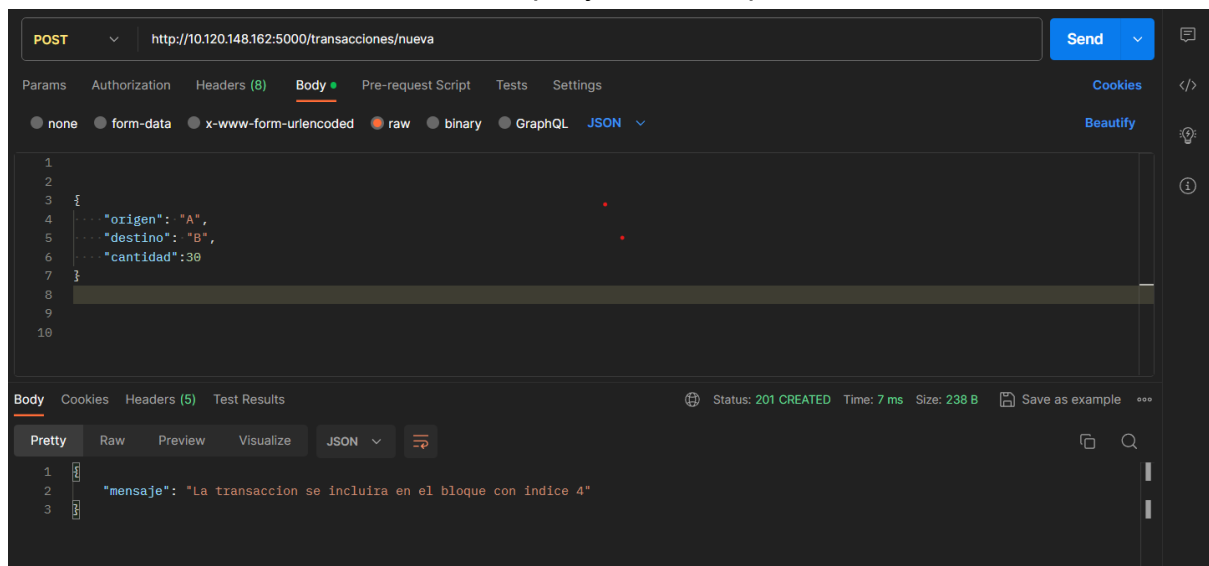 POST http://10.120.148.162:5000/transacciones/nueva Send
Params Authorization Headers (8) Body Pre-request Script Tests Settings Cookies
none form-data x-www-form-urlencoded raw binary GraphQL JSON Beautify
1
2
3 {
4 "origen": "A",
5 "destino": "B",
6 "cantidad":30
7 }
8
9
10
Body Cookies Headers (5) Test Results Status: 201 CREATED Time: 7 ms Size: 238 B Save as example
Pretty Raw Preview Visualize JSON
1 {
2 "mensaje": "La transaccion se incluira en el bloque con indice 4"
3 }